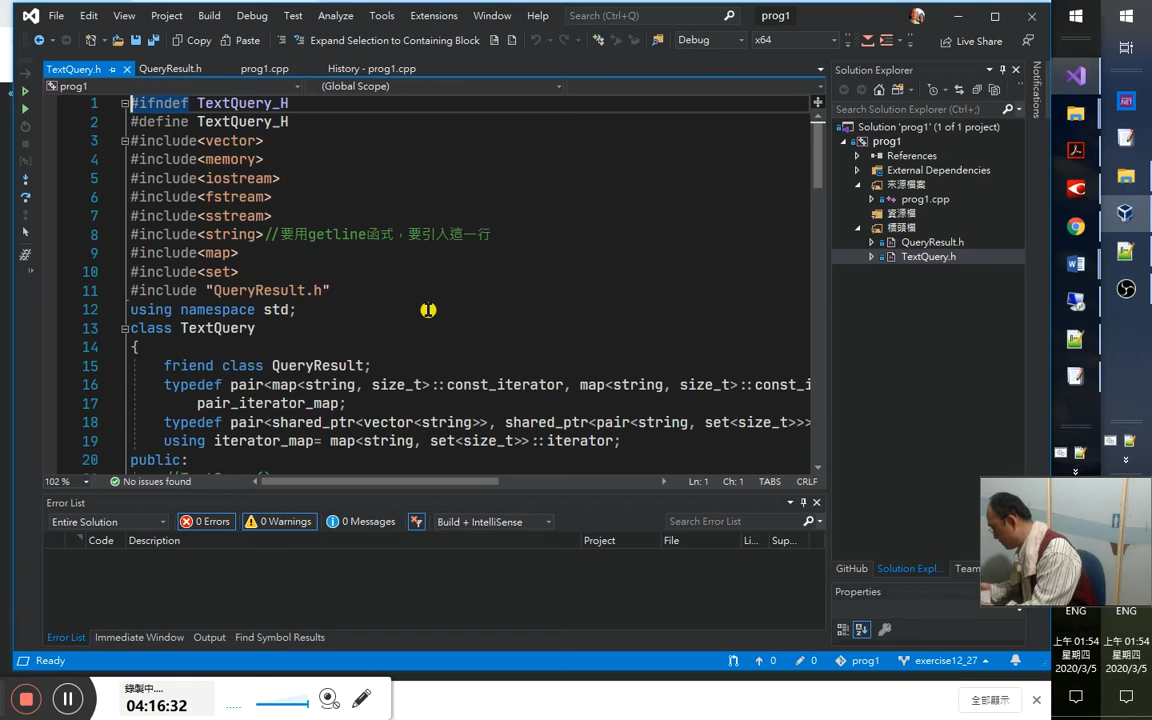 File Edit View Project Build Debug Test Analyze Tools Extensions Window Help Search (Ctrl+Q) prog1
Copy Paste Expand Selection to Containing Block Debug x64 Live Share
TextQuery.h QueryResult.h prog1.cpp History - prog1.cpp
prog1 (Global Scope)
1 #ifndef TextQuery_H
2 #define TextQuery_H
3 #include<vector>
4 #include<memory>
5 #include<iostream>
6 #include<fstream>
7 #include<sstream>
8 #include<string>//要用getline函式，要引入這一行
9 #include<map>
10 #include<set>
11 #include "QueryResult.h"
12 using namespace std;
13 class TextQuery
14 {
15 friend class QueryResult;
16 typedef pair<map<string, size_t>::const_iterator, map<string, size_t>::const_i
17 pair_iterator_map;
18 typedef pair<shared_ptr<vector<string>>, shared_ptr<pair<string, set<size_t>>>
19 using iterator_map= map<string, set<size_t>>::iterator;
20 public:
102 % No issues found Ln: 1 Ch: 1 TABS CRLF
Error List
Entire Solution 0 Errors 0 Warnings 0 Messages Build + IntelliSense Search Error List
Code Description Project File Li... Sup...
Error List Immediate Window Output Find Symbol Results
Ready 0 0 prog1 exercise12_27
Solution Explorer
Search Solution Explorer (Ctrl+;)
Solution 'prog1' (1 of 1 project)
prog1
References
External Dependencies
來源檔案
prog1.cpp
資源檔
標頭檔
QueryResult.h
TextQuery.h
GitHub Solution Expl... Team
Properties
Notifications
錄製中....
04:16:32
全部顯示
ENG ENG
上午 01:54 上午 01:54
星期四 星期四
2020/3/5 2020/3/5